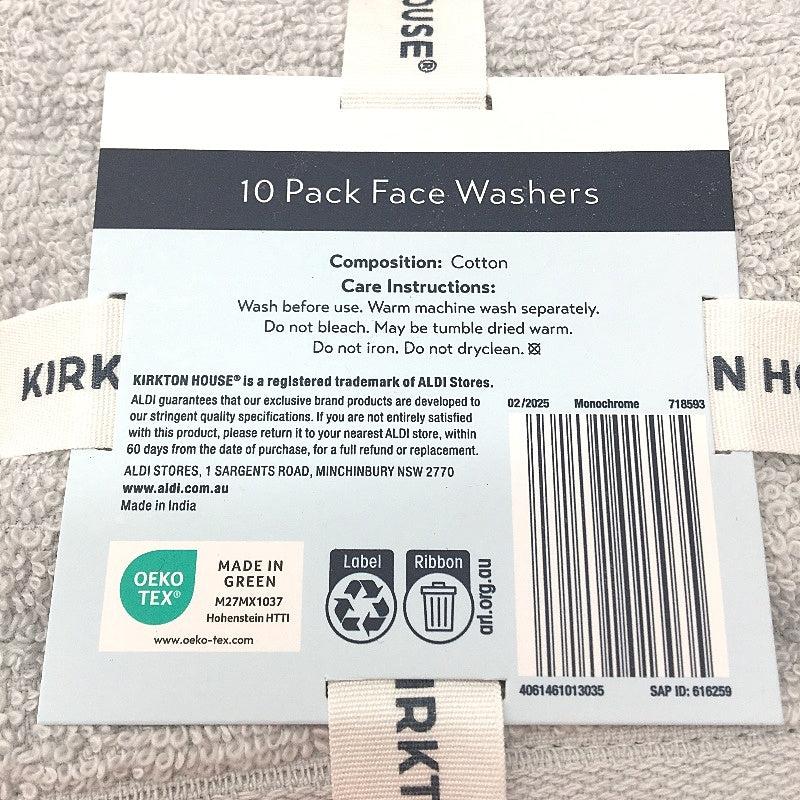 OUSE®
10 Pack Face Washers
Composition: Cotton
Care Instructions:
Wash before use. Warm machine wash separately.
Do not bleach. May be tumble dried warm.
Do not iron. Do not dryclean.
KIRK
N HO
KIRKTON HOUSE® is a registered trademark of ALDI Stores.
ALDI guarantees that our exclusive brand products are developed to
our stringent quality specifications. If you are not entirely satisfied
with this product, please return it to your nearest ALDI store, within
60 days from the date of purchase, for a full refund or replacement.
ALDI STORES, 1 SARGENTS ROAD, MINCHINBURY NSW 2770
www.aldi.com.au
Made in India
02/2025 Monochrome 718593
4061461013035 SAP ID: 616259
OEKO
TEX®
MADE IN
GREEN
M27MX1037
Hohenstein HTTI
www.oeko-tex.com
Label
Ribbon
arl.org.au
IRKT